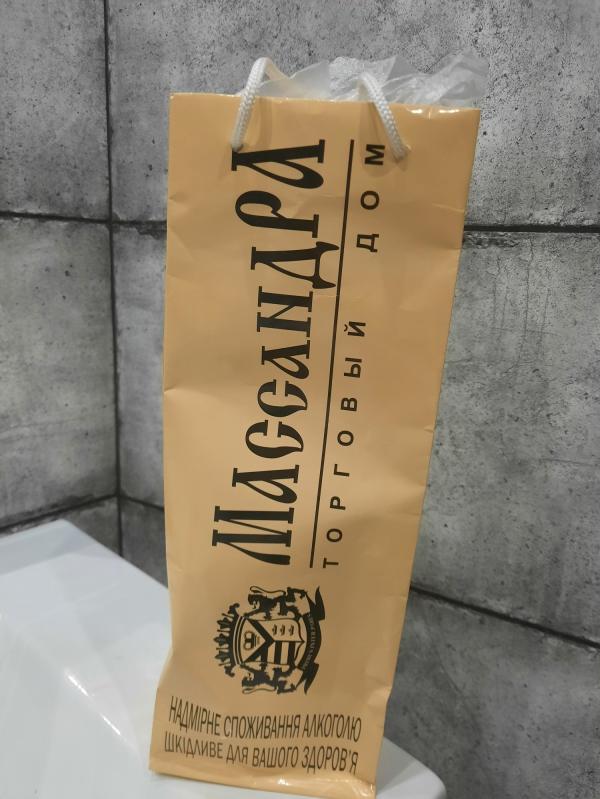 Массандра
ТОРГОВЫЙ ДОМ
НАДМІРНЕ СПОЖИВАННЯ АЛКОГОЛЮ
ШКІДЛИВЕ ДЛЯ ВАШОГО ЗДОРОВ'Я